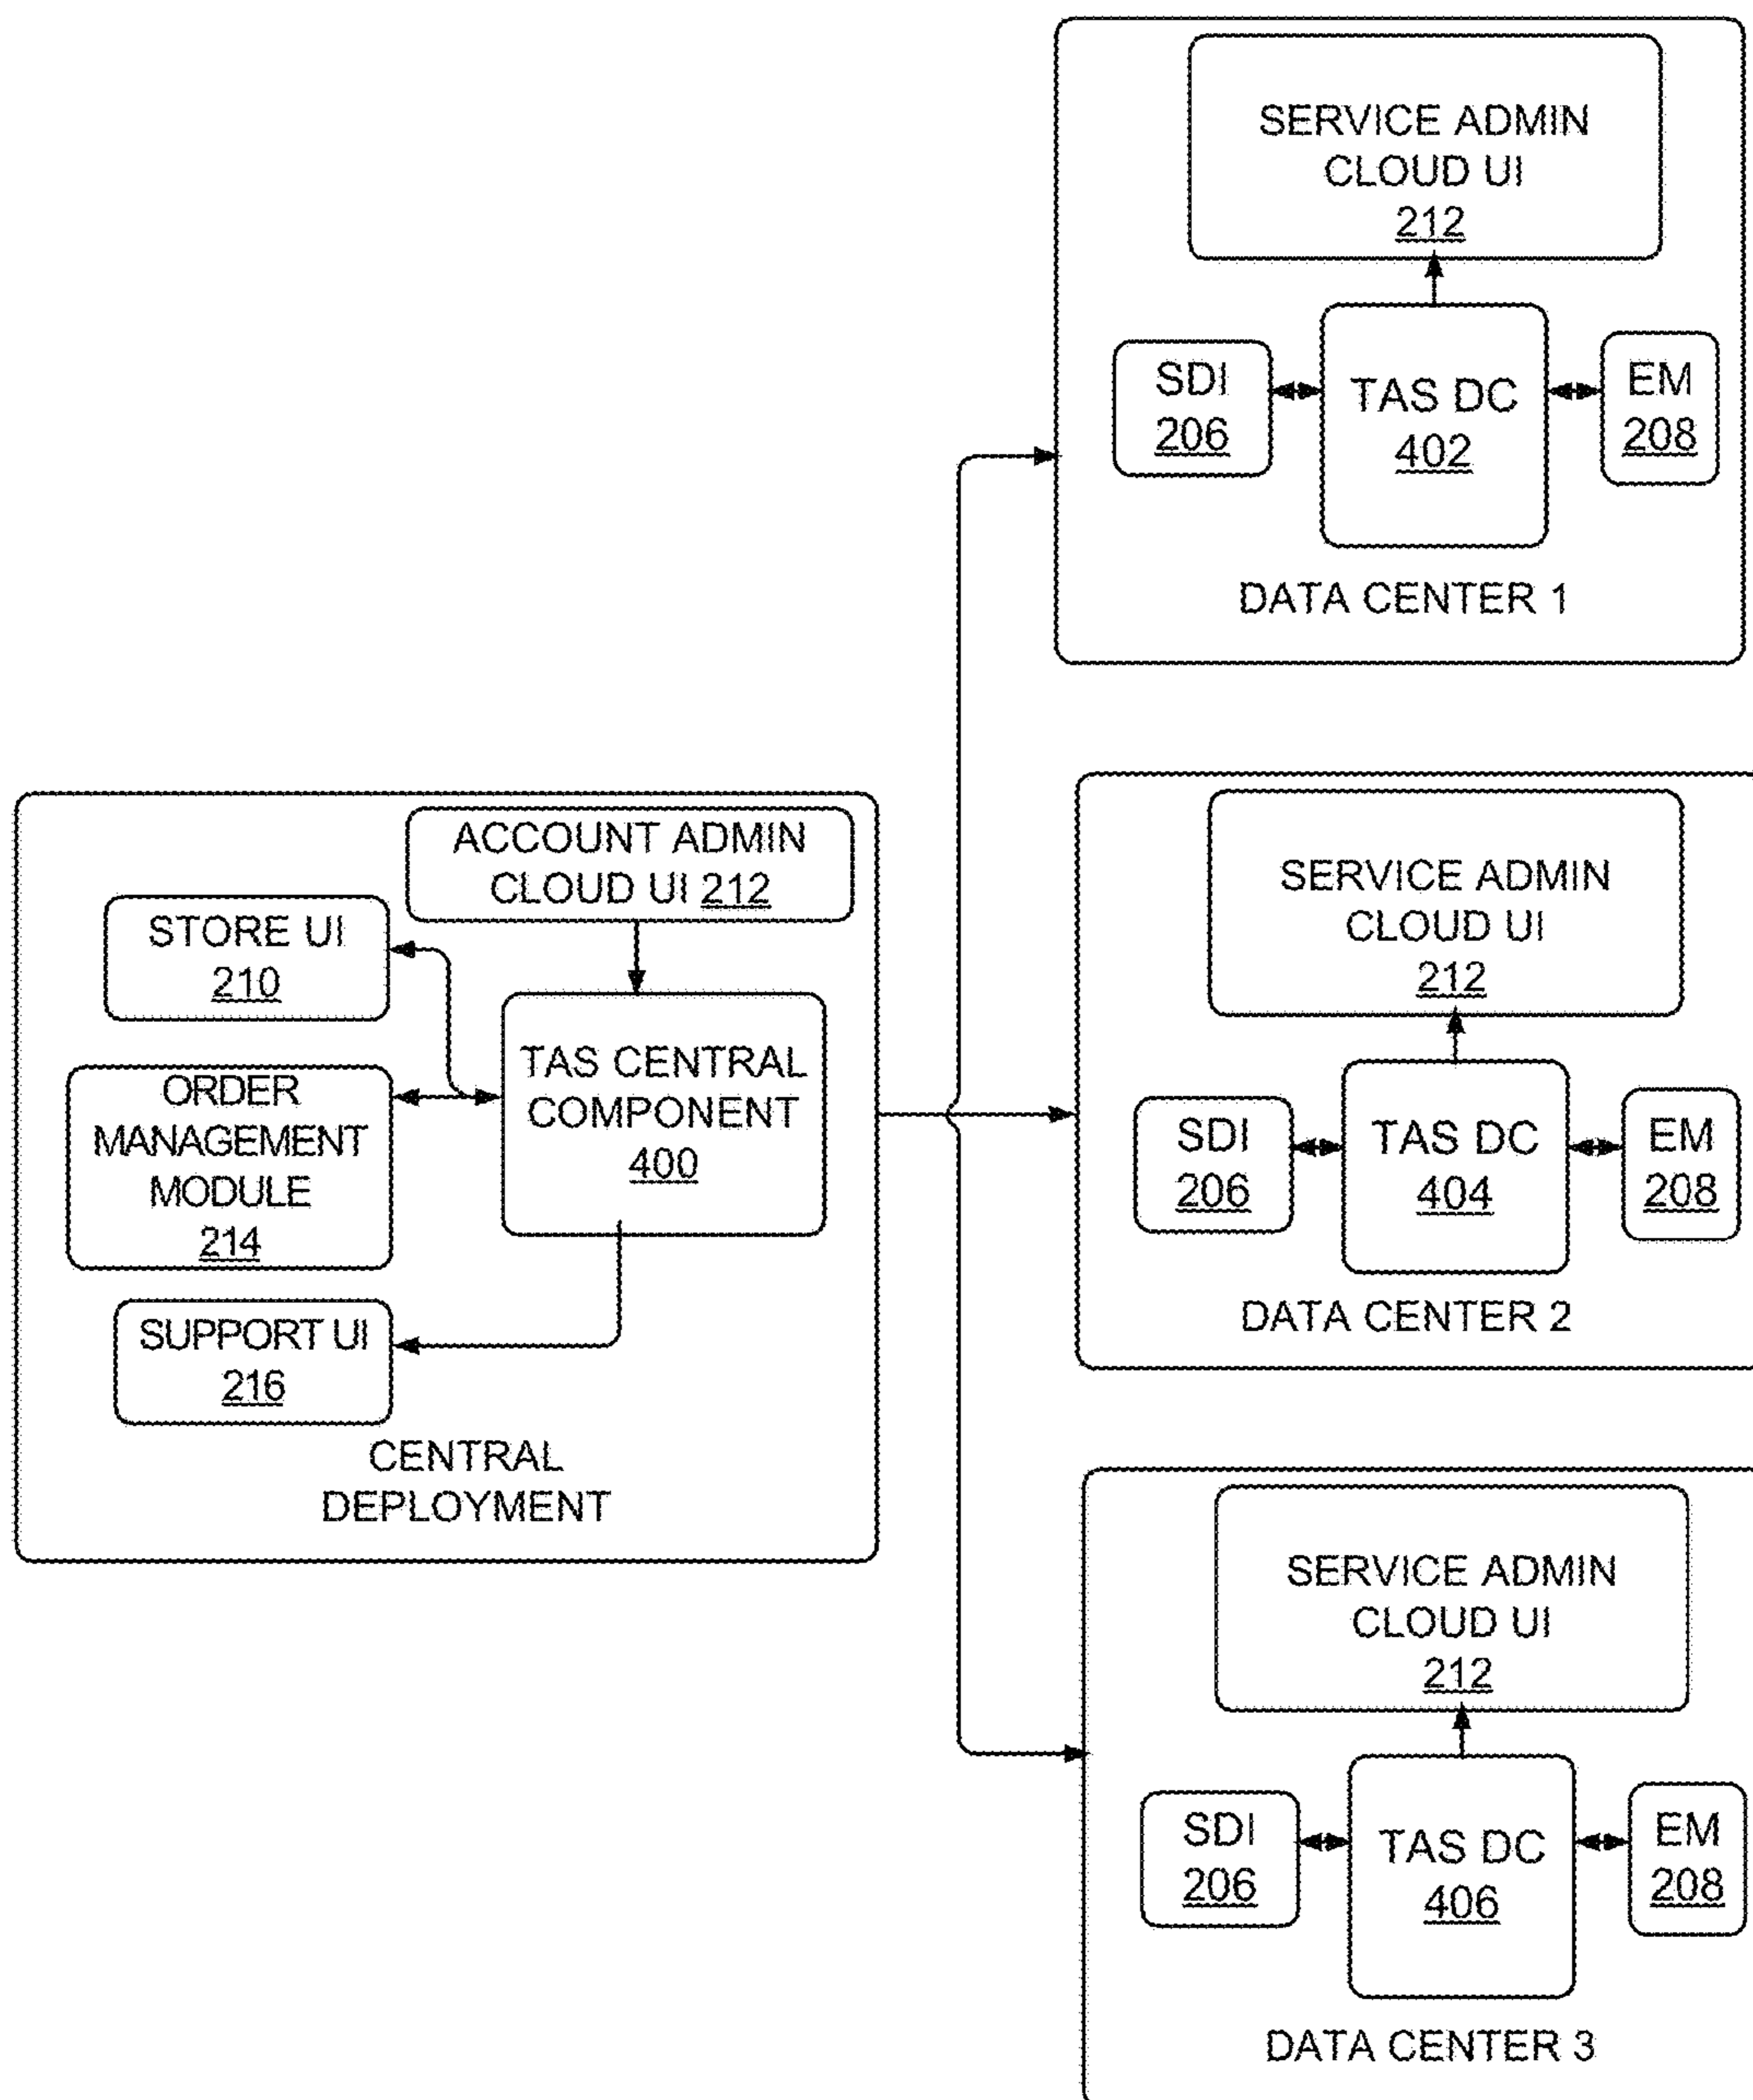 SERVICE ADMIN
CLOUD UI
212
SDI
206
TAS DC
402
EM
208
DATA CENTER 1
ACCOUNT ADMIN
CLOUD UI 212
STORE UI
210
TAS CENTRAL
COMPONENT
400
ORDER
MANAGEMENT
MODULE
214
SUPPORT UI
216
CENTRAL
DEPLOYMENT
SERVICE ADMIN
CLOUD UI
212
SDI
206
TAS DC
404
EM
208
DATA CENTER 2
SERVICE ADMIN
CLOUD UI
212
SDI
206
TAS DC
406
EM
208
DATA CENTER 3